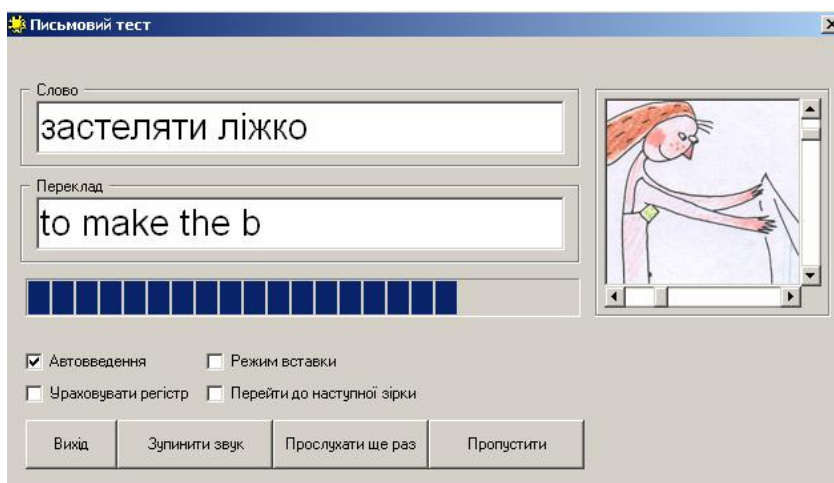 Письмовий тест
Слово
застеляти ліжко
Переклад
to make the b
Автовведення
Режим вставки
Ураховувати регістр
Перейти до наступної зірки
Вихід
Зупинити звук
Прослухати ще раз
Пропустити